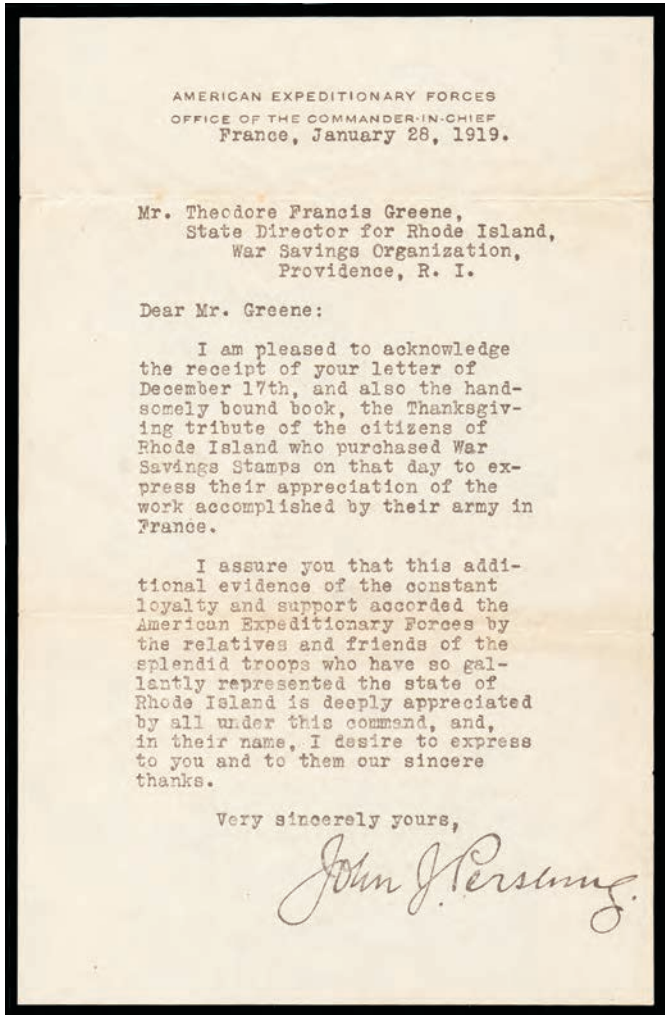 AMERICAN EXPEDITIONARY FORCES
OFFICE OF THE COMMANDER-IN-CHIEF
France, January 28, 1919.
Mr. Theodore Francis Greene,
State Director for Rhode Island,
War Savings Organization,
Providence, R. I.
Dear Mr. Greene:
I am pleased to acknowledge
the receipt of your letter of
December 17th, and also the hand-
somely bound book, the Thanksgiv-
ing tribute of the citizens of
Rhode Island who purchased War
Savings Stamps on that day to ex-
press their appreciation of the
work accomplished by their army in
France.
I assure you that this addi-
tional evidence of the constant
loyalty and support accorded the
American Expeditionary Forces by
the relatives and friends of the
splendid troops who have so gal-
lantly represented the state of
Rhode Island is deeply appreciated
by all under this command, and,
in their name, I desire to express
to you and to them our sincere
thanks.
Very sincerely yours,
John J. Pershing.